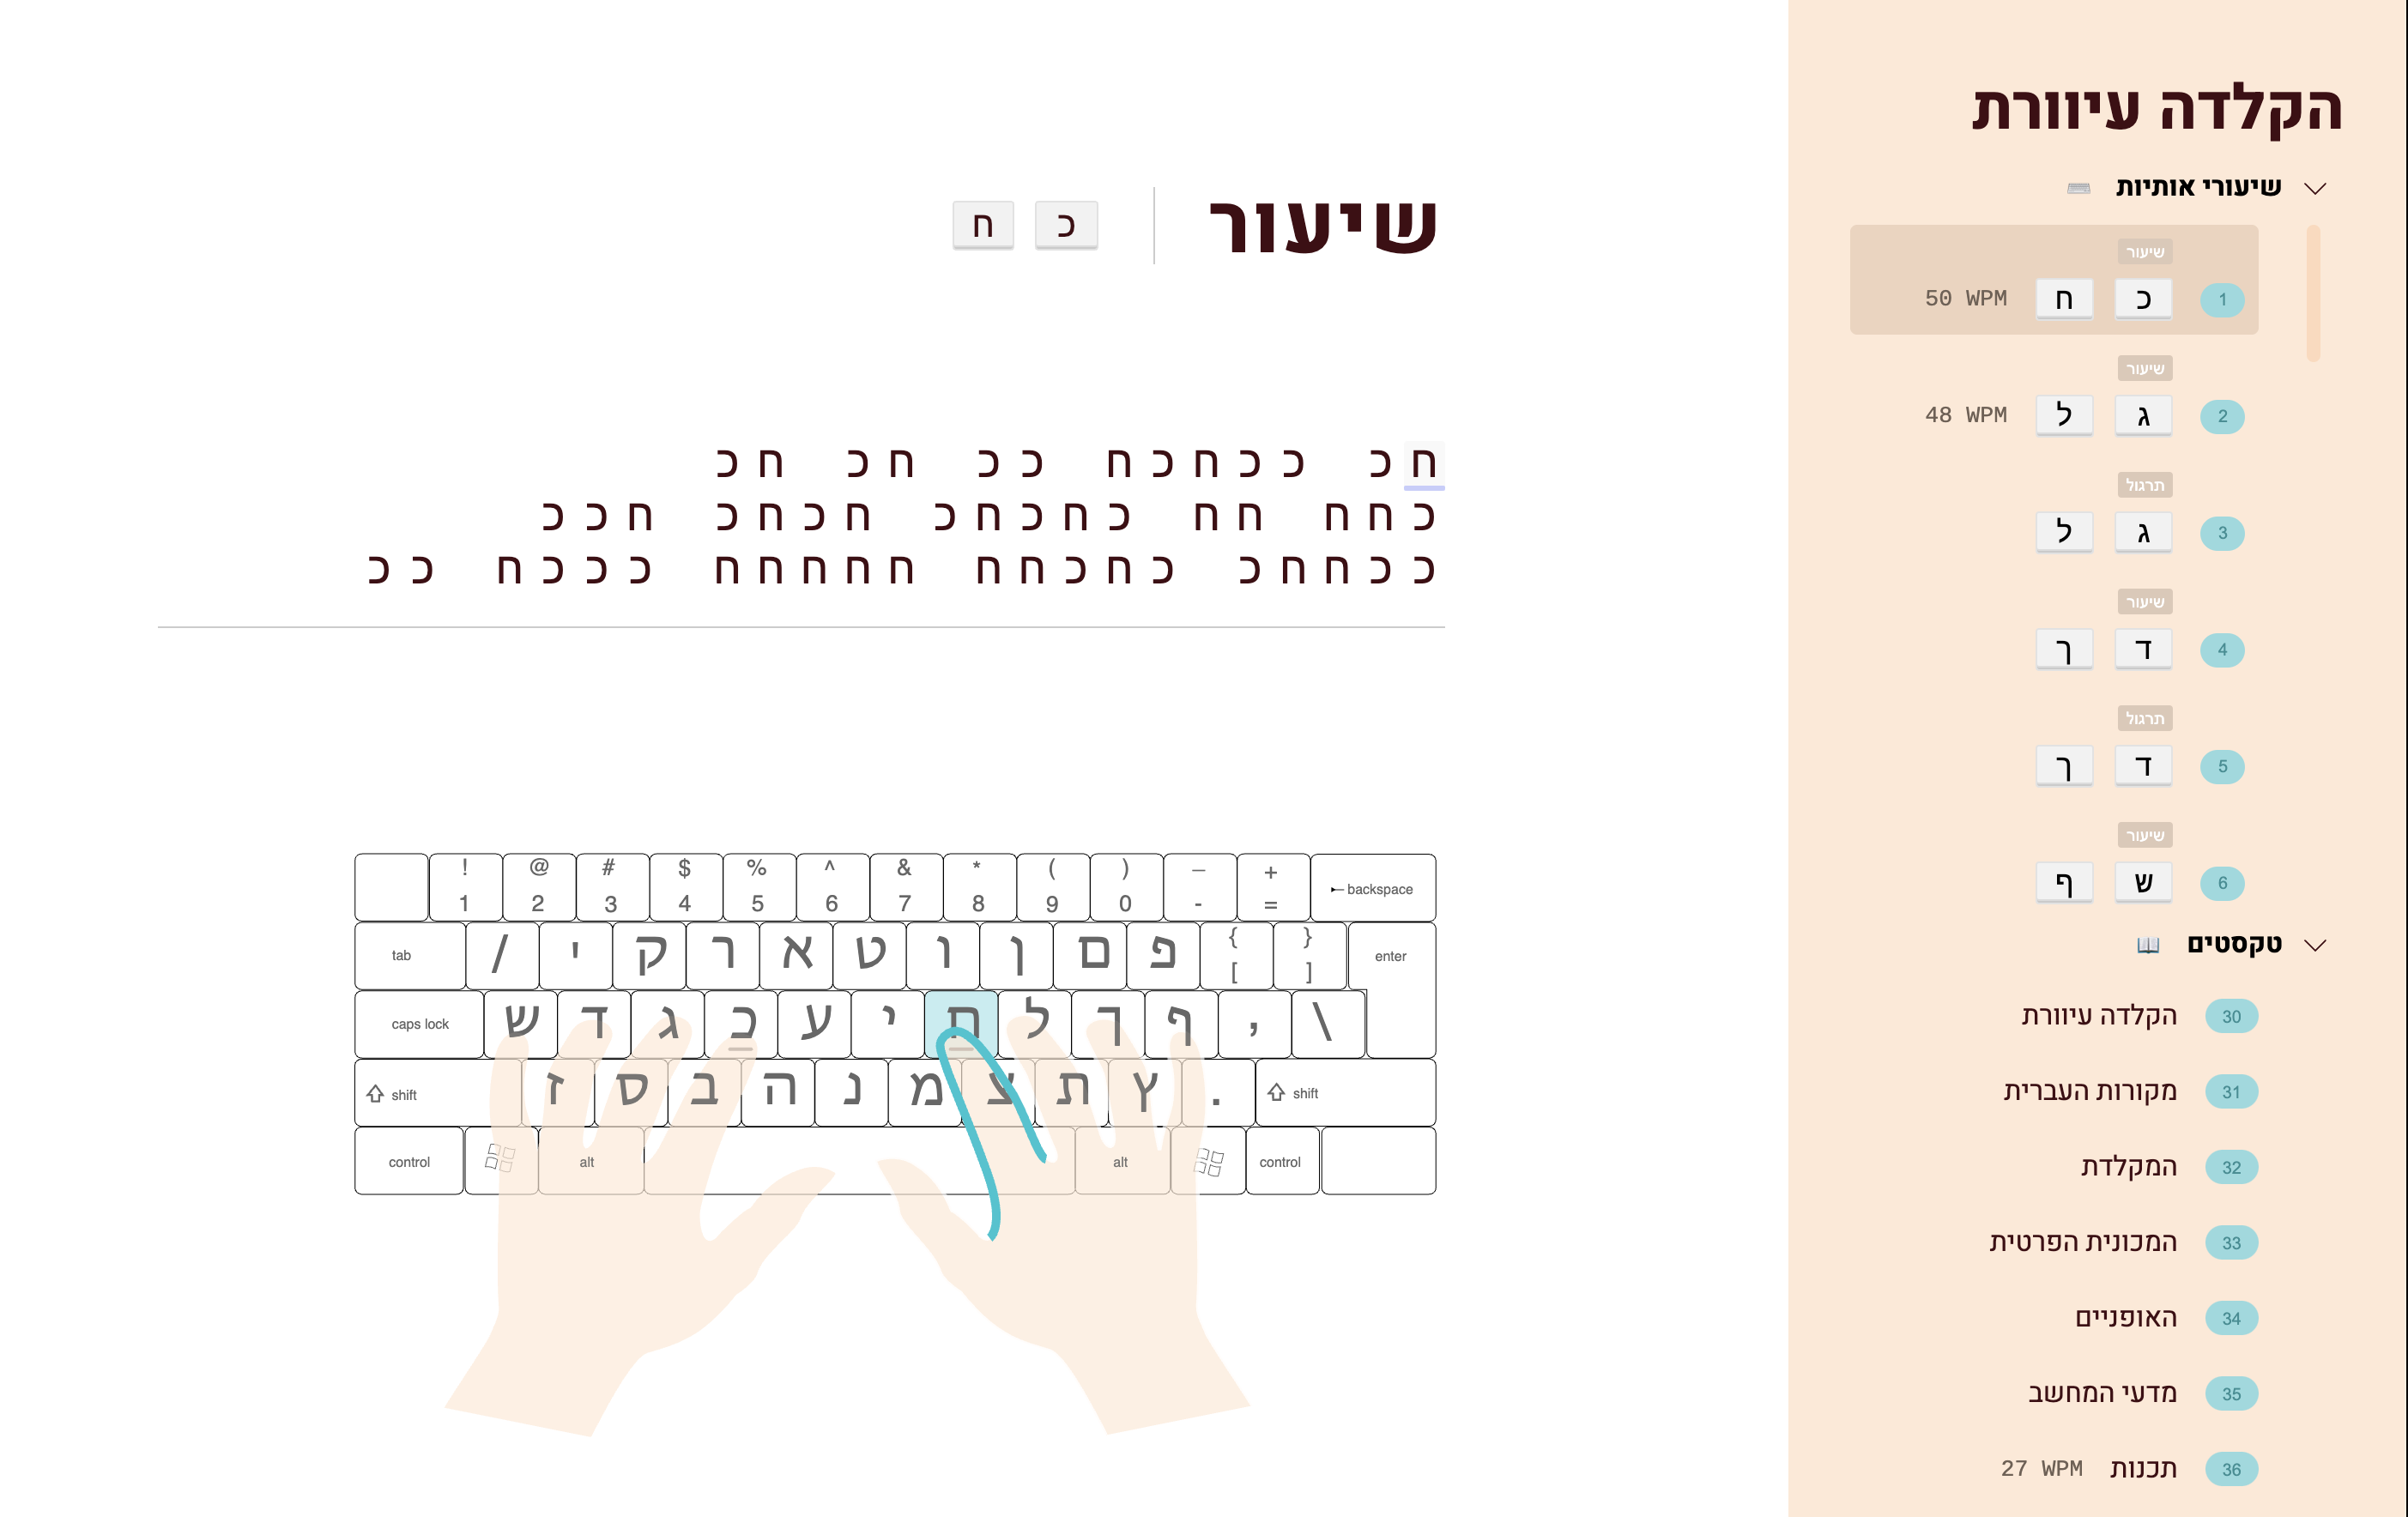 הקלדה עיוורת
שיעורי אותיות
שיעור
1 כ ח 50 WPM
שיעור
2 ג ל 48 WPM
תרגול
3 ג ל
שיעור
4 ד ך
תרגול
5 ד ך
שיעור
6 ש ף
טקסטים
30 הקלדה עיוורת
31 מקורות העברית
32 המקלדת
33 המכונית הפרטית
34 האופניים
35 מדעי המחשב
36 תכנות 27 WPM
שיעור כ ח
חכ ככחכח ככ חכ חכ
כחח חח כחכחכ חכחכ חככ
ככחחכ כחכחח חחחחח כככח ככ
! @ # $ % ^ & * ( ) _ +
1 2 3 4 5 6 7 8 9 0 - = backspace
tab / ' ק ר א ט ו ן ם פ { [ } ] enter
caps lock ש ד ג כ ע י ח ל ך ף , \
shift ז ס ב ה נ מ צ ת ץ . shift
control alt alt control